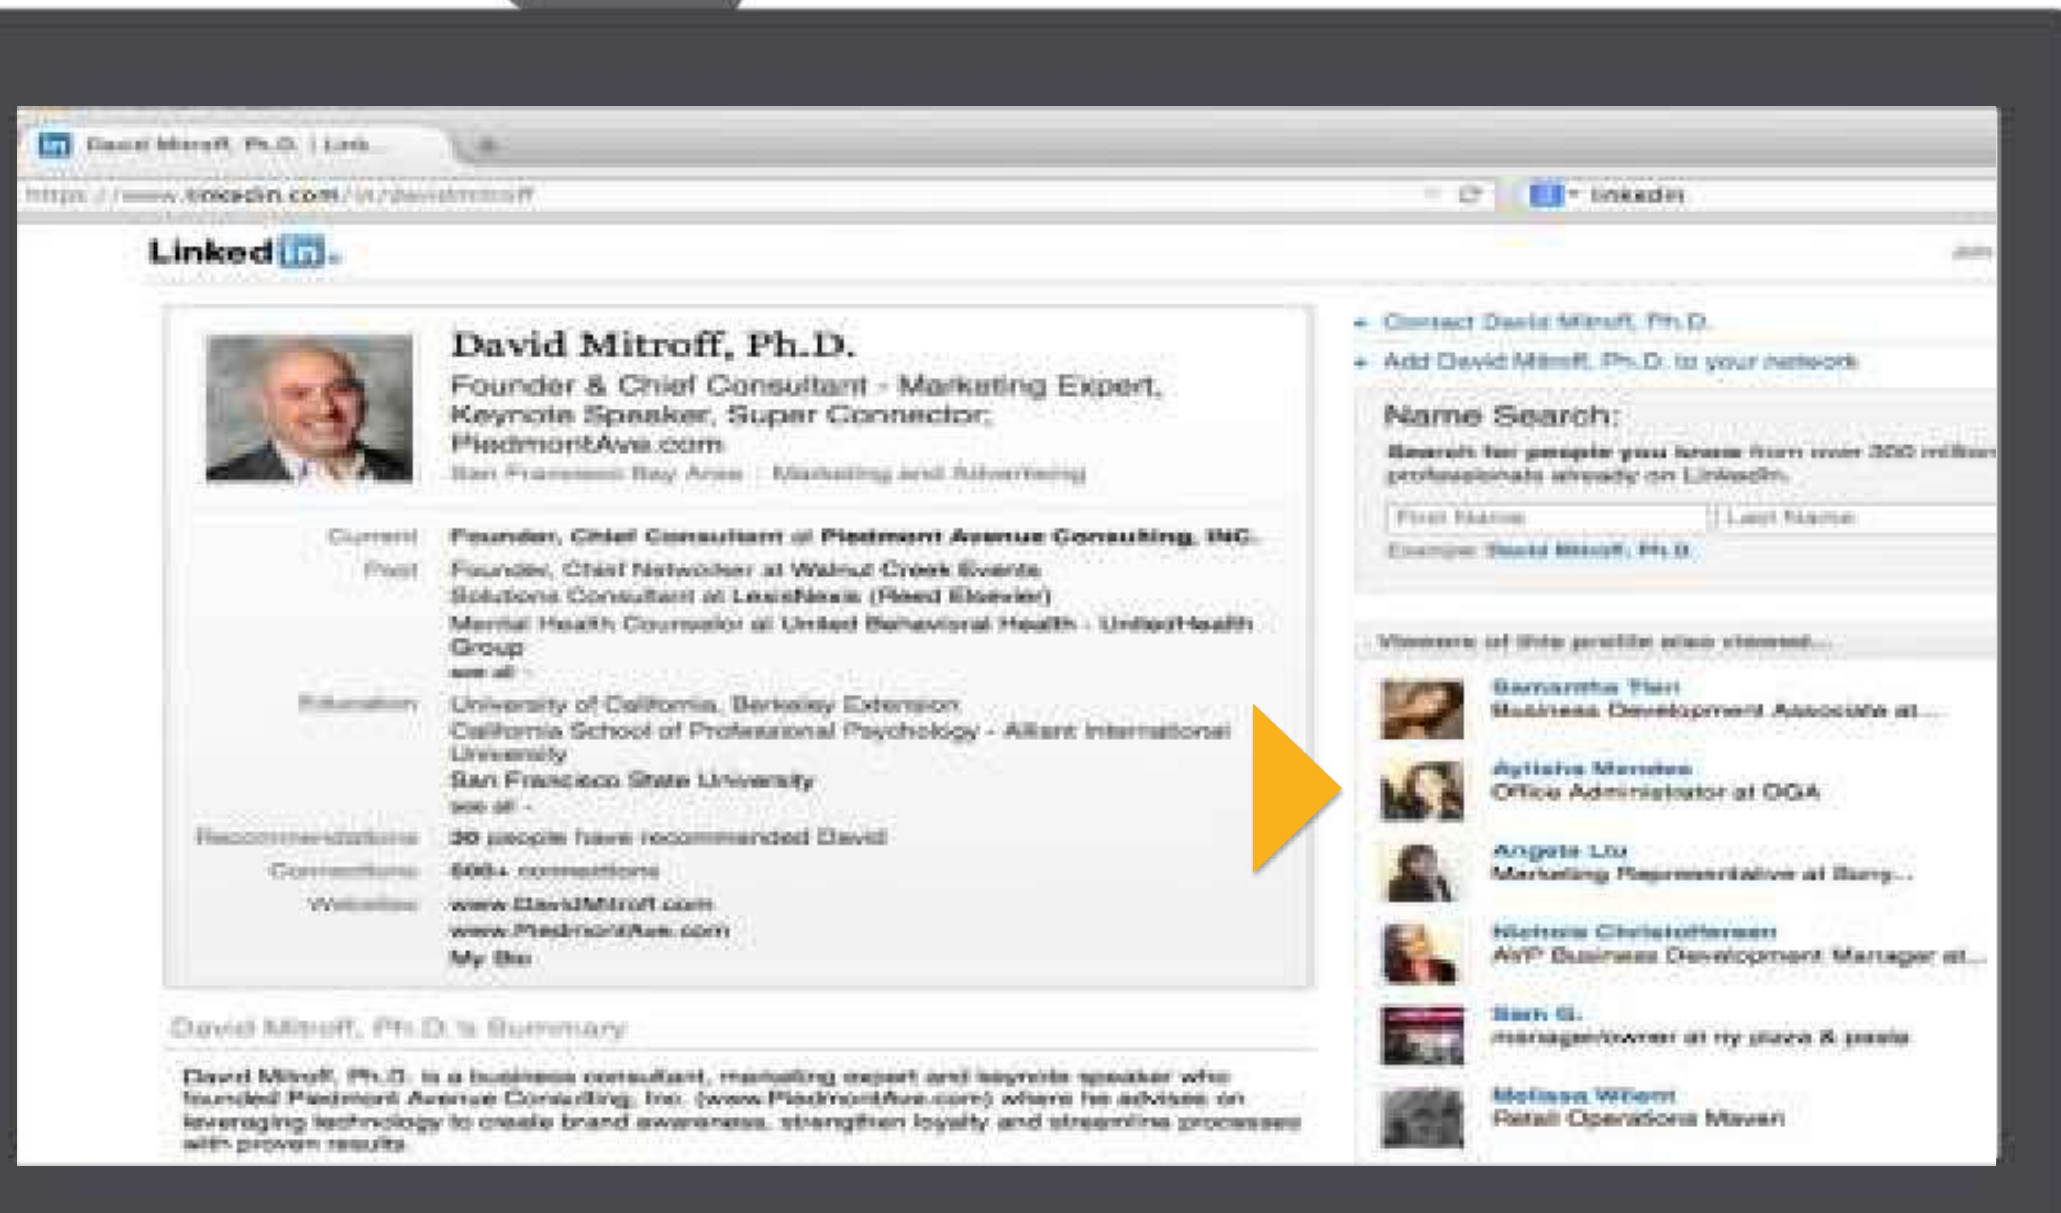 David Mitroff, Ph.D. | Link...
https://www.linkedin.com/in/davidmitroff
linkedin
Linked in
Join
David Mitroff, Ph.D.
Founder & Chief Consultant - Marketing Expert,
Keynote Speaker, Super Connector;
PiedmontAve.com
San Francisco Bay Area | Marketing and Advertising
Current Founder, Chief Consultant at Piedmont Avenue Consulting, INC.
Past Founder, Chief Networker at Walnut Creek Events
Solutions Consultant at LexisNexis (Reed Elsevier)
Mental Health Counselor at United Behavioral Health - UnitedHealth
Group
see all
Education University of California, Berkeley Extension
California School of Professional Psychology - Alliant International
University
San Francisco State University
see all
Recommendations 30 people have recommended David
Connections 500+ connections
Websites www.DavidMitroff.com
www.PiedmontAve.com
My Bio
David Mitroff, Ph.D.'s Summary
David Mitroff, Ph.D. is a business consultant, marketing expert and keynote speaker who
founded Piedmont Avenue Consulting, Inc. (www.PiedmontAve.com) where he advises on
leveraging technology to create brand awareness, strengthen loyalty and streamline processes
with proven results.
Contact David Mitroff, Ph.D.
Add David Mitroff, Ph.D. to your network
Name Search:
Search for people you know from over 300 million
professionals already on LinkedIn.
First Name Last Name
Example: David Mitroff, Ph.D.
Viewers of this profile also viewed...
Samantha
Business Development Associate at...
Mendes
Office Administrator at
Angela Liu
Marketing Representative at
Christoffersen
AVP Business Development Manager at...
Sam G.
manager/owner at ny pizza & pasta
Melissa
Retail Operations Maven